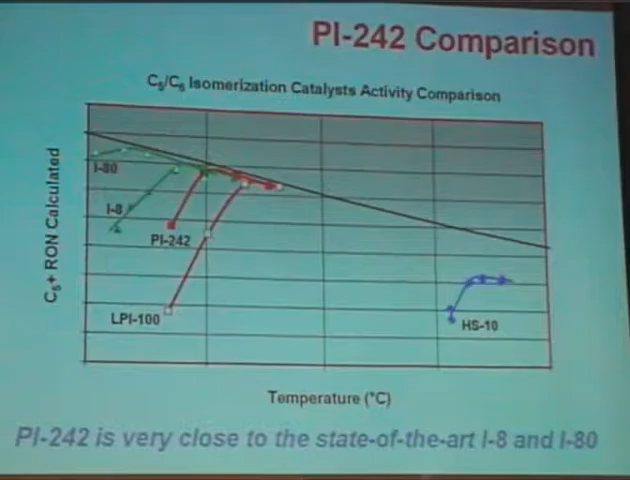 PI-242 Comparison
C₅/C₆ Isomerization Catalysts Activity Comparison
C₅+ RON Calculated
I-80
I-8
PI-242
LPI-100
HS-10
Temperature (°C)
PI-242 is very close to the state-of-the-art I-8 and I-80